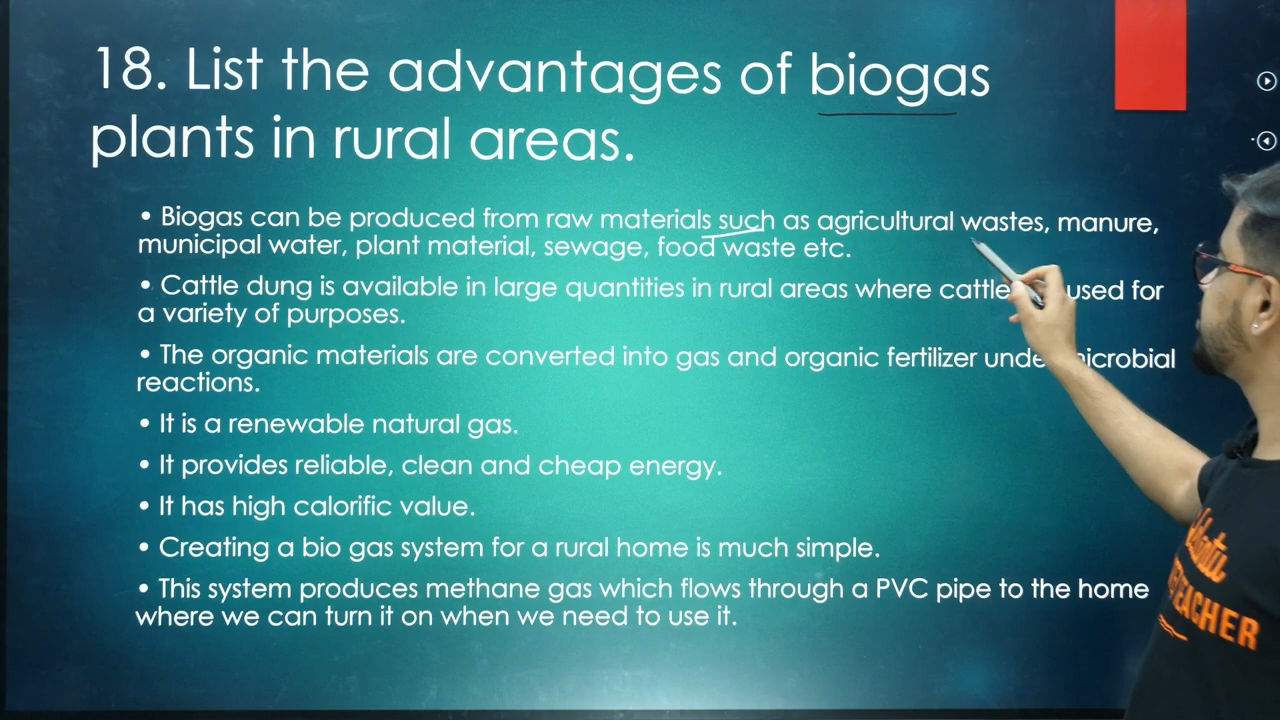 18. List the advantages of biogas
plants in rural areas.
• Biogas can be produced from raw materials such as agricultural wastes, manure,
municipal water, plant material, sewage, food waste etc.
• Cattle dung is available in large quantities in rural areas where cattle used for
a variety of purposes.
• The organic materials are converted into gas and organic fertilizer microbial
reactions.
• It is a renewable natural gas.
• It provides reliable, clean and cheap energy.
• It has high calorific value.
• Creating a bio gas system for a rural home is much simple.
• This system produces methane gas which flows through a PVC pipe to the home
where we can turn it on when we need to use it.
TEACHER